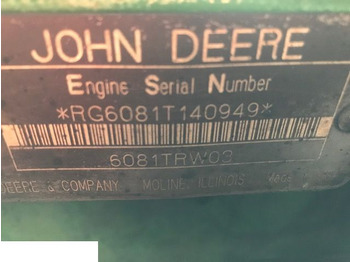 JOHN DEERE
Engine Serial Number
*RG6081T140949*
6081TRW03
DEERE & COMPANY MOLINE, ILLINOIS